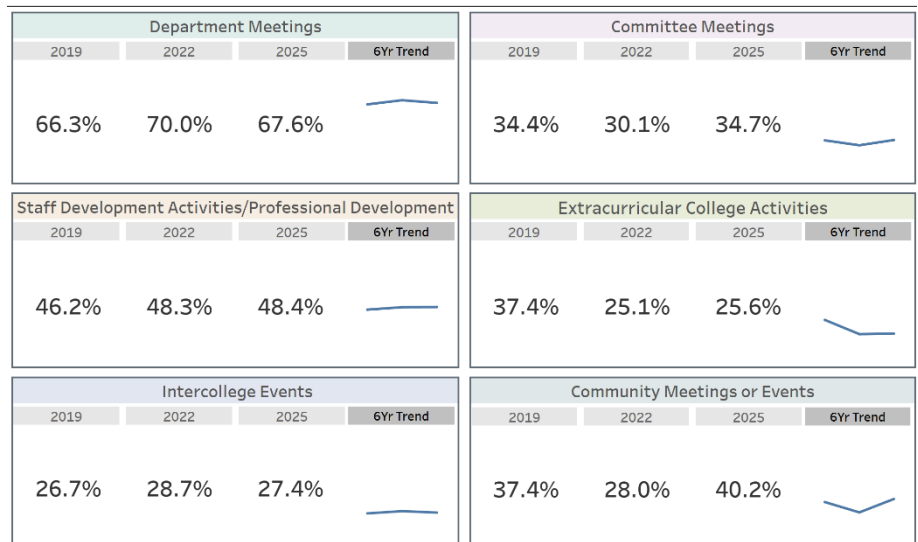 Department Meetings
2019 2022 2025 6Yr Trend
66.3% 70.0% 67.6%
Committee Meetings
2019 2022 2025 6Yr Trend
34.4% 30.1% 34.7%
Staff Development Activities/Professional Development
2019 2022 2025 6Yr Trend
46.2% 48.3% 48.4%
Extracurricular College Activities
2019 2022 2025 6Yr Trend
37.4% 25.1% 25.6%
Intercollege Events
2019 2022 2025 6Yr Trend
26.7% 28.7% 27.4%
Community Meetings or Events
2019 2022 2025 6Yr Trend
37.4% 28.0% 40.2%